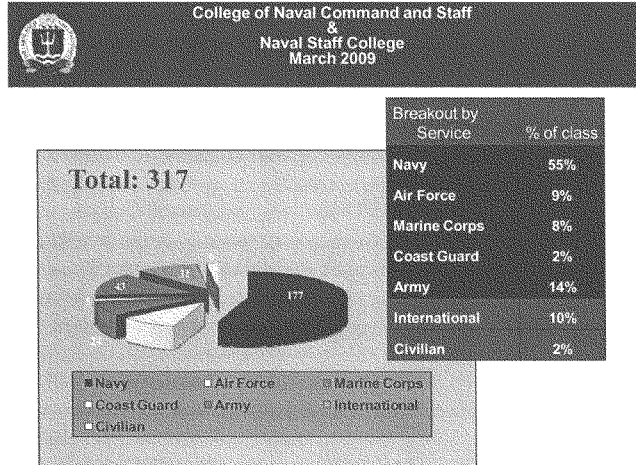 College of Naval Command and Staff
&
Naval Staff College
March 2009
Breakout by Service % of class
Navy 55%
Air Force 9%
Marine Corps 8%
Coast Guard 2%
Army 14%
International 10%
Civilian 2%
Total: 317
43
177
Navy Air Force Marine Corps
Coast Guard Army International
Civilian